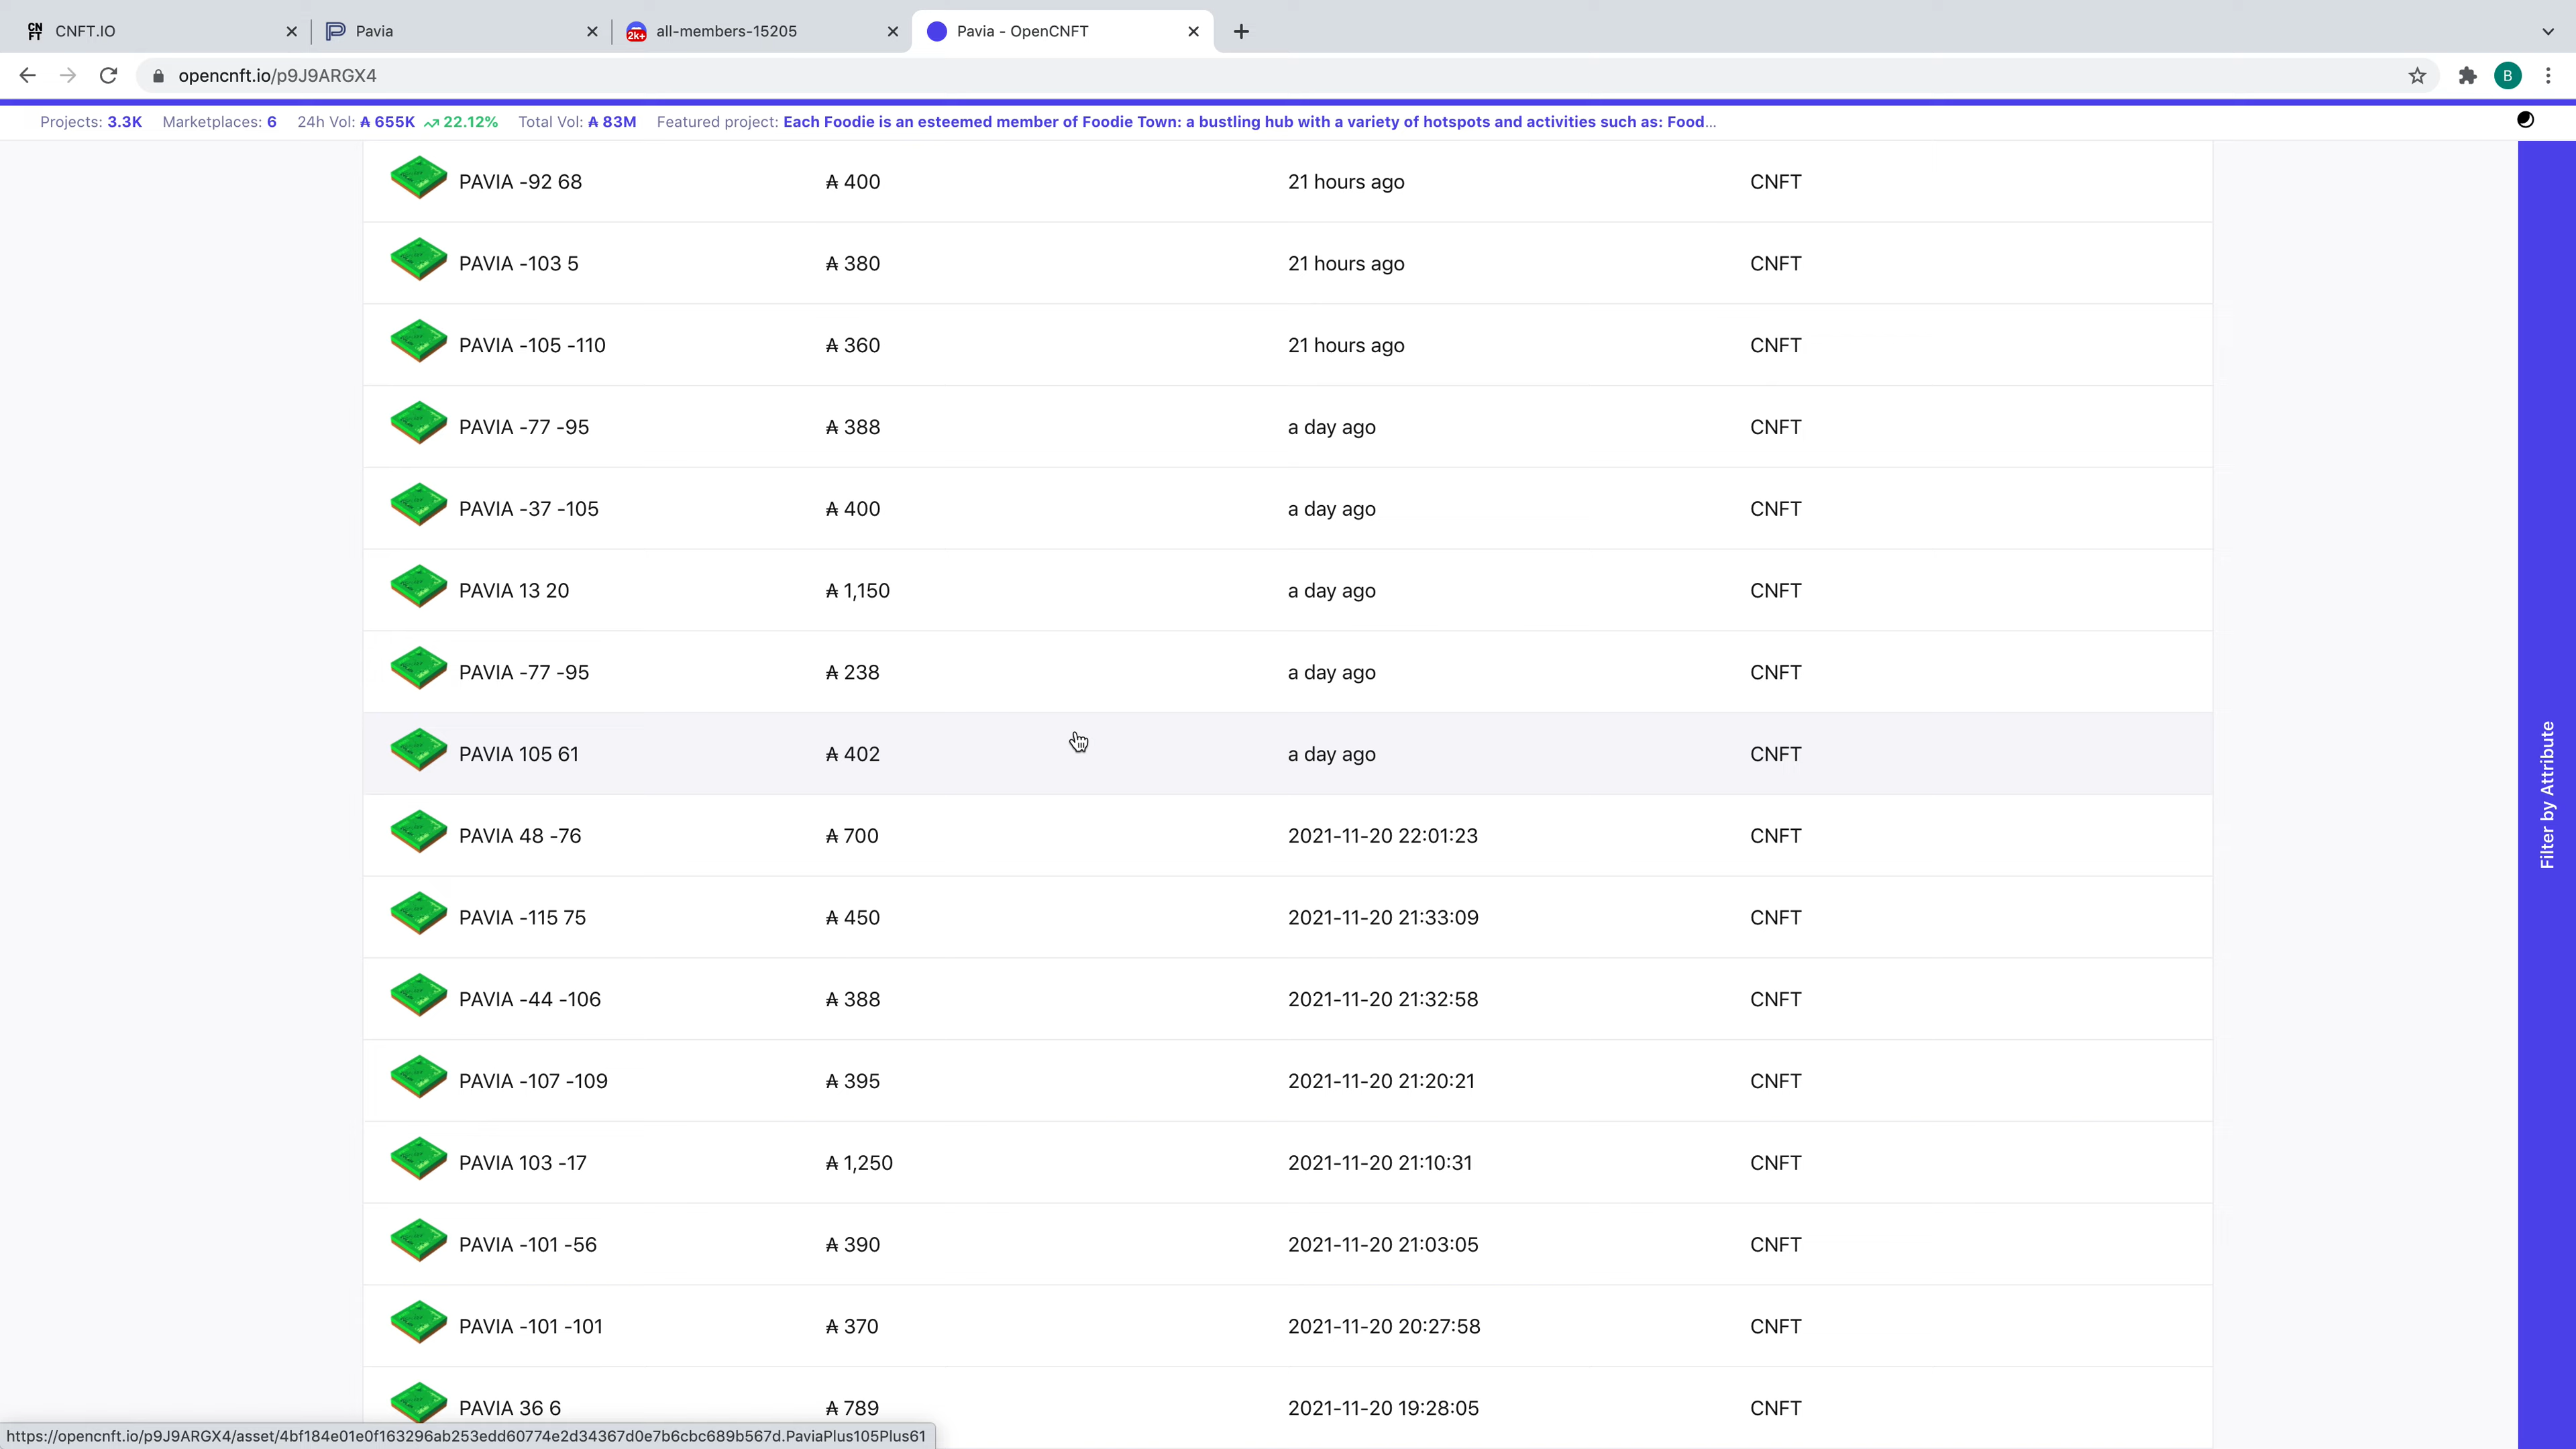 CNFT.IO
Pavia
all-members-15205
Pavia - OpenCNFT
opencnft.io/p9J9ARGX4
B
Projects: 3.3K Marketplaces: 6 24h Vol: ₳ 655K 22.12% Total Vol: ₳ 83M Featured project: Each Foodie is an esteemed member of Foodie Town: a bustling hub with a variety of hotspots and activities such as: Food...
PAVIA -92 68 ₳ 400 21 hours ago CNFT
PAVIA -103 5 ₳ 380 21 hours ago CNFT
PAVIA -105 -110 ₳ 360 21 hours ago CNFT
PAVIA -77 -95 ₳ 388 a day ago CNFT
PAVIA -37 -105 ₳ 400 a day ago CNFT
PAVIA 13 20 ₳ 1,150 a day ago CNFT
PAVIA -77 -95 ₳ 238 a day ago CNFT
PAVIA 105 61 ₳ 402 a day ago CNFT
PAVIA 48 -76 ₳ 700 2021-11-20 22:01:23 CNFT
PAVIA -115 75 ₳ 450 2021-11-20 21:33:09 CNFT
PAVIA -44 -106 ₳ 388 2021-11-20 21:32:58 CNFT
PAVIA -107 -109 ₳ 395 2021-11-20 21:20:21 CNFT
PAVIA 103 -17 ₳ 1,250 2021-11-20 21:10:31 CNFT
PAVIA -101 -56 ₳ 390 2021-11-20 21:03:05 CNFT
PAVIA -101 -101 ₳ 370 2021-11-20 20:27:58 CNFT
PAVIA 36 6 ₳ 789 2021-11-20 19:28:05 CNFT
Filter by Attribute
https://opencnft.io/p9J9ARGX4/asset/4bf184e01e0f163296ab253edd60774e2d34367d0e7b6cbc689b567d.PaviaPlus105Plus61